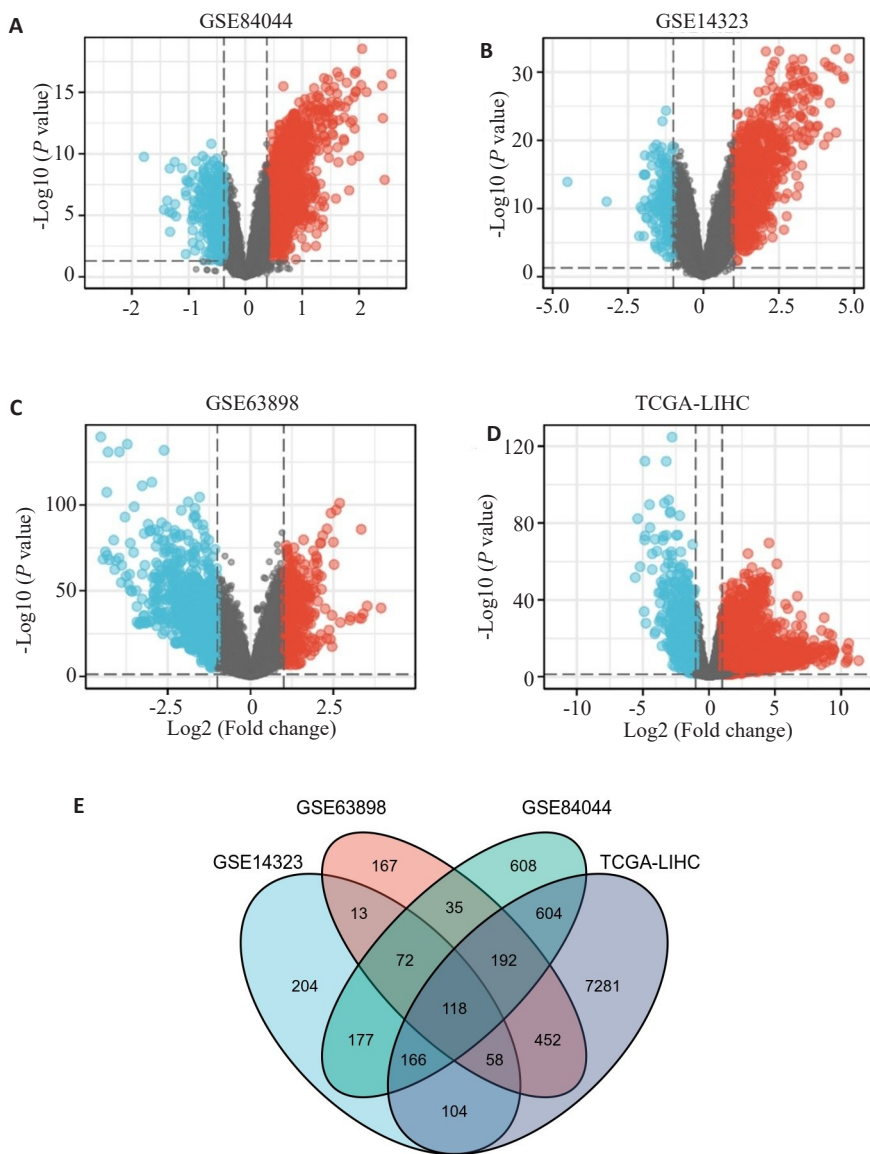 A
GSE84044
-Log10 (P value)
15
10
5
0
-2
-1
0
1
2
B
GSE14323
-Log10 (P value)
30
20
10
0
-5.0
-2.5
0
2.5
5.0
C
GSE63898
-Log10 (P value)
100
50
0
-2.5
0
2.5
Log2 (Fold change)
D
TCGA-LIHC
-Log10 (P value)
120
80
40
0
-10
-5
0
5
10
Log2 (Fold change)
E
GSE63898
GSE84044
GSE14323
TCGA-LIHC
167
608
13
35
604
72
192
204
7281
118
177
452
166
58
104